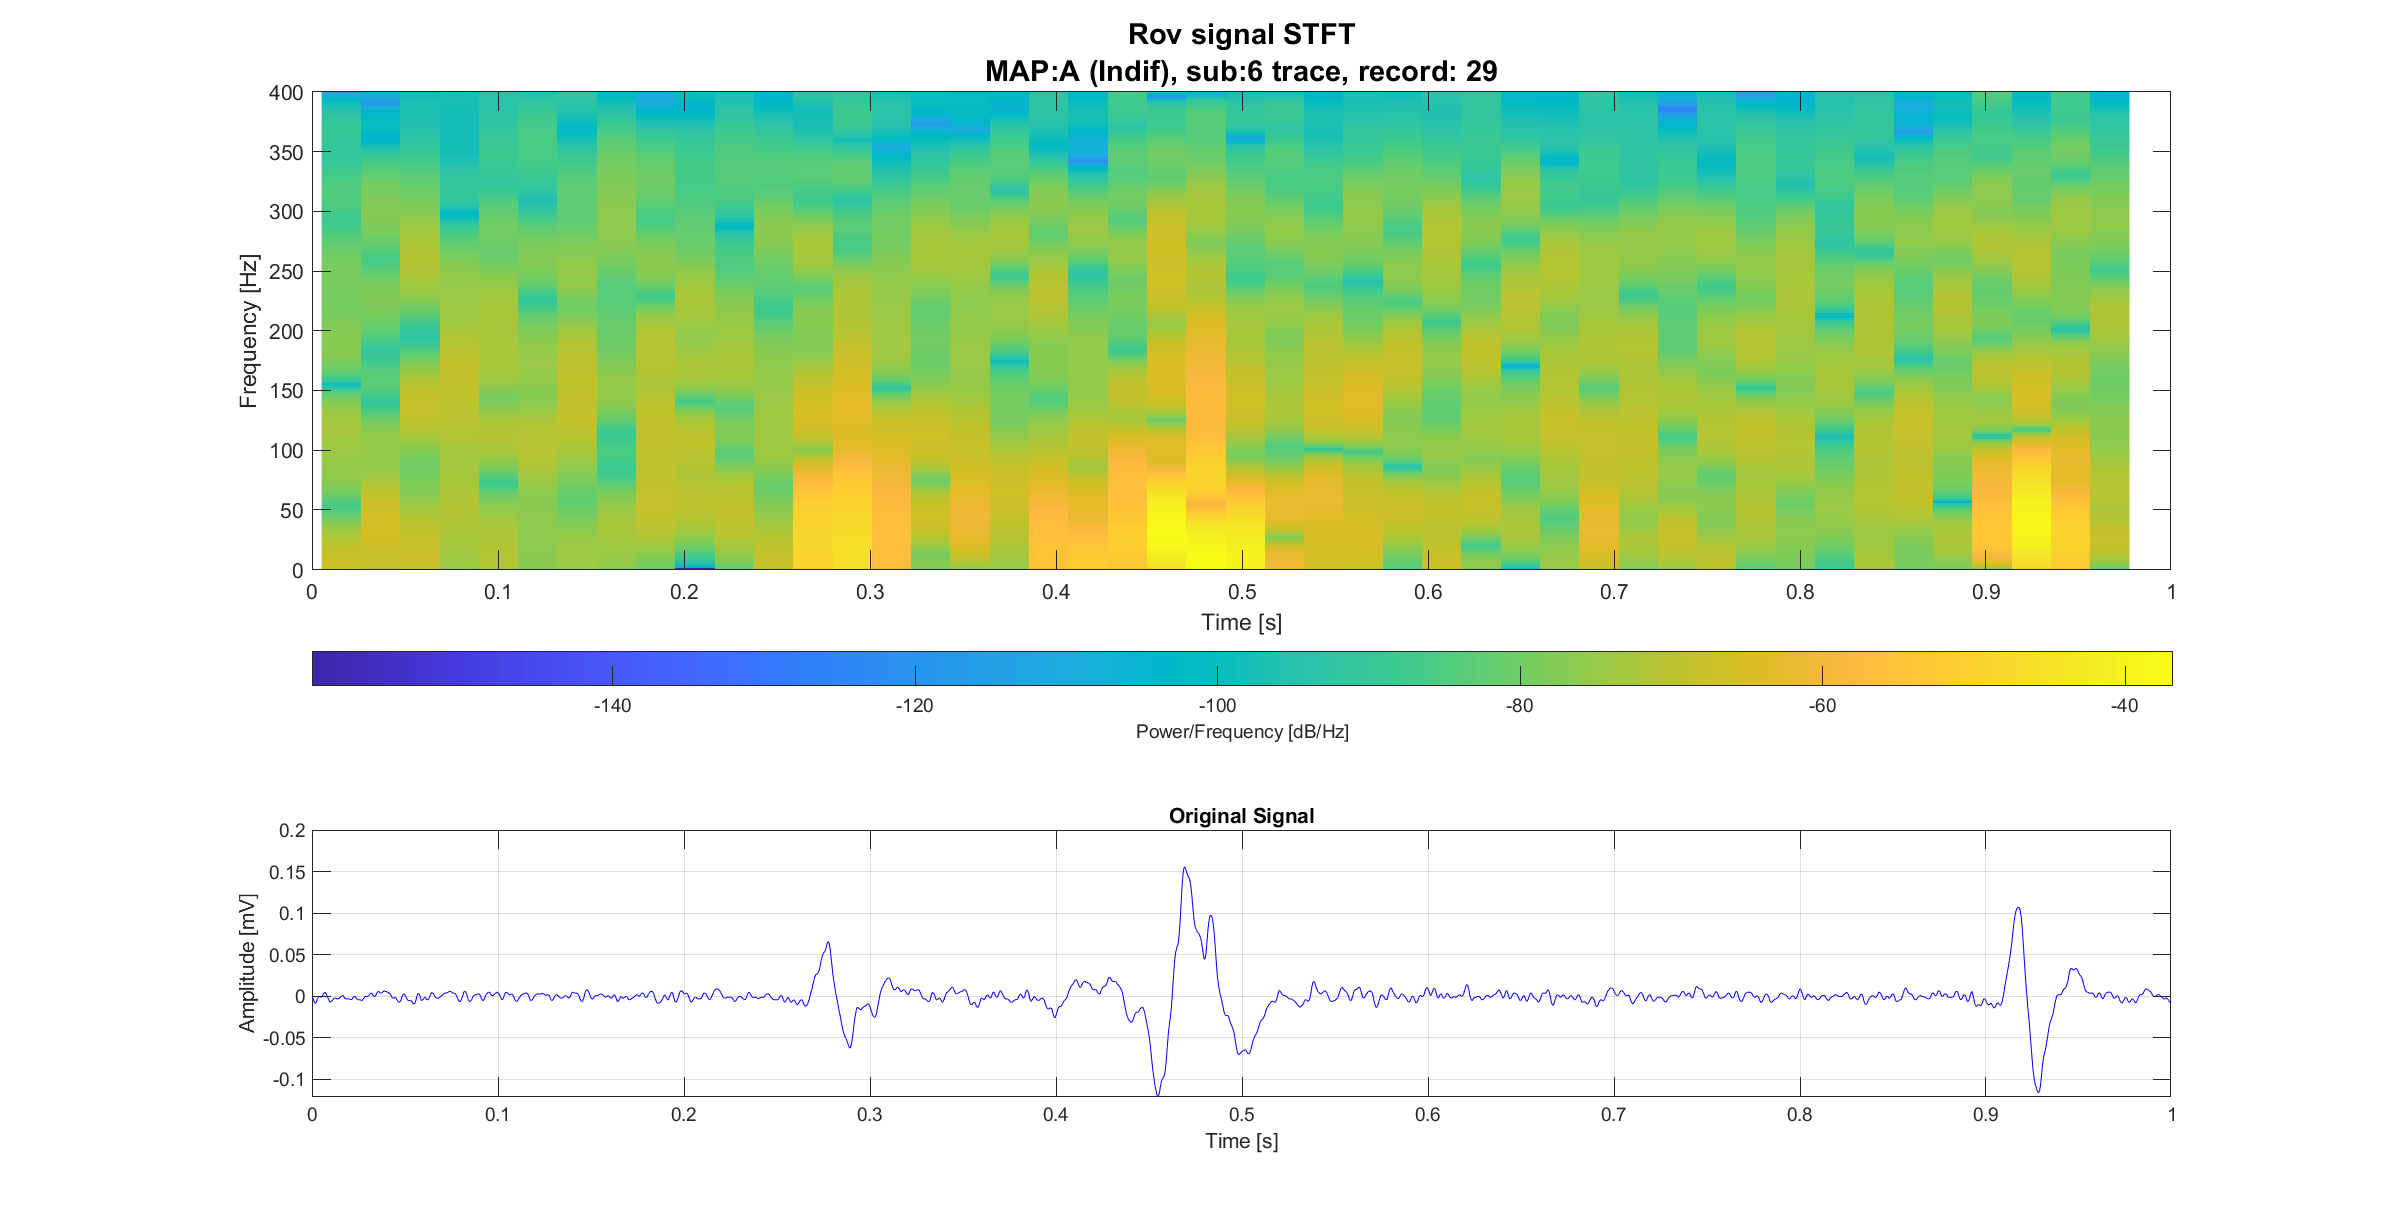 Rov signal STFT
MAP:A (Indif), sub:6 trace, record: 29
400
350
300
250
200
150
100
50
0
Frequency [Hz]
0 0.1 0.2 0.3 0.4 0.5 0.6 0.7 0.8 0.9 1
Time [s]
-140 -120 -100 -80 -60 -40
Power/Frequency [dB/Hz]
Original Signal
0.2
0.15
0.1
0.05
0
-0.05
-0.1
Amplitude [mV]
0 0.1 0.2 0.3 0.4 0.5 0.6 0.7 0.8 0.9 1
Time [s]